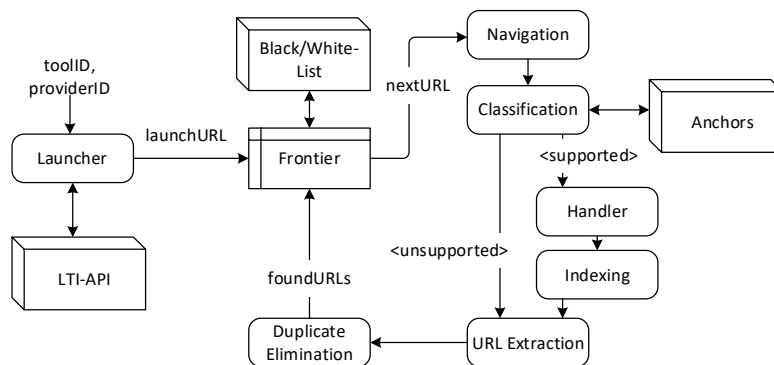 toolID,
providerID
Launcher
LTI-API
launchURL
Black/White-
List
Frontier
nextURL
Navigation
Classification
Anchors
<supported>
Handler
Indexing
<unsupported>
URL Extraction
Duplicate
Elimination
foundURLs